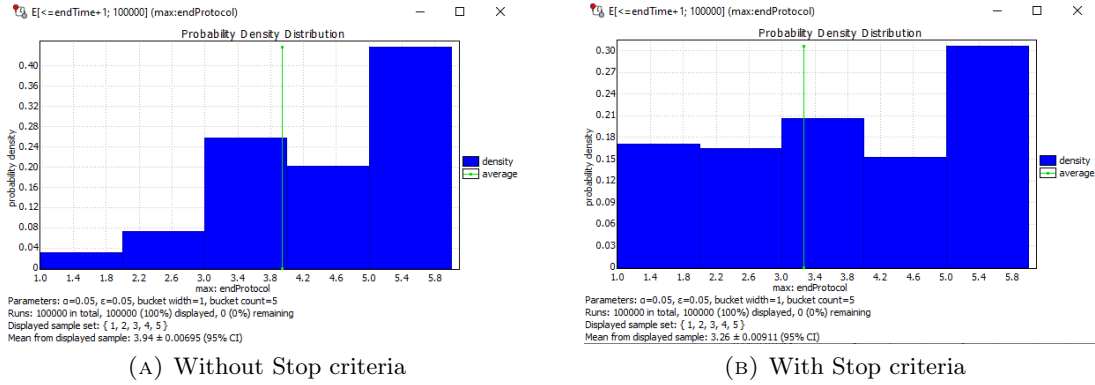 E[<=endTime+1; 100000] (max:endProtocol)
Probability Density Distribution
probability density
0.40
0.36
0.32
0.28
0.24
0.20
0.16
0.12
0.08
0.04
0
1.0 1.4 1.8 2.2 2.6 3.0 3.4 3.8 4.2 4.6 5.0 5.4 5.8
max: endProtocol
density
average
Parameters: α=0.05, ε=0.05, bucket width=1, bucket count=5
Runs: 100000 in total, 100000 (100%) displayed, 0 (0%) remaining
Displayed sample set: { 1, 2, 3, 4, 5 }
Mean from displayed sample: 3.94 ± 0.00695 (95% CI)
(A) Without Stop criteria
E[<=endTime+1; 100000] (max:endProtocol)
Probability Density Distribution
probability density
0.30
0.27
0.24
0.21
0.18
0.15
0.12
0.09
0.06
0.03
0
1.0 1.4 1.8 2.2 2.6 3.0 3.4 3.8 4.2 4.6 5.0 5.4 5.8
max: endProtocol
density
average
Parameters: α=0.05, ε=0.05, bucket width=1, bucket count=5
Runs: 100000 in total, 100000 (100%) displayed, 0 (0%) remaining
Displayed sample set: { 1, 2, 3, 4, 5 }
Mean from displayed sample: 3.26 ± 0.00911 (95% CI)
(B) With Stop criteria